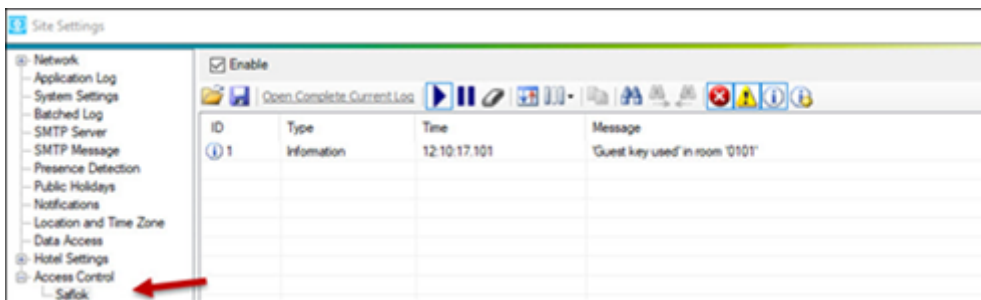 Site Settings
Network
Application Log
System Settings
Batched Log
SMTP Server
SMTP Message
Presence Detection
Public Holidays
Notifications
Location and Time Zone
Data Access
Hotel Settings
Access Control
Saflok
Enable
Open Complete Current Log
ID Type Time Message
1 Information 12:10:17.101 'Guest key used' in room '0101'